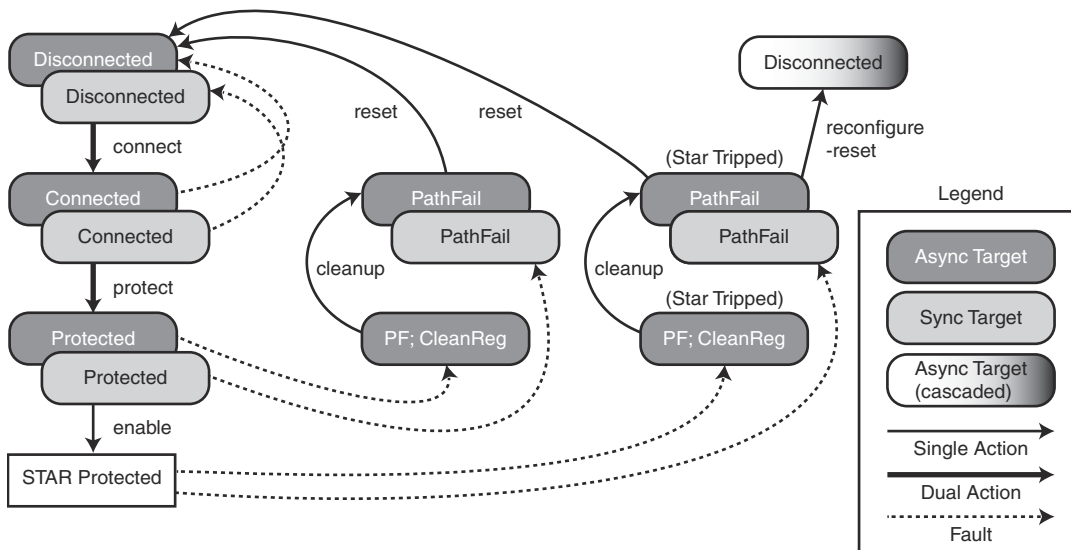 Disconnected
Disconnected
connect
Connected
Connected
protect
Protected
Protected
enable
STAR Protected
reset
PathFail
PathFail
cleanup
PF; CleanReg
reset
(Star Tripped)
PathFail
PathFail
cleanup
(Star Tripped)
PF; CleanReg
Disconnected
reconfigure
-reset
Legend
Async Target
Sync Target
Async Target
(cascaded)
Single Action
Dual Action
Fault